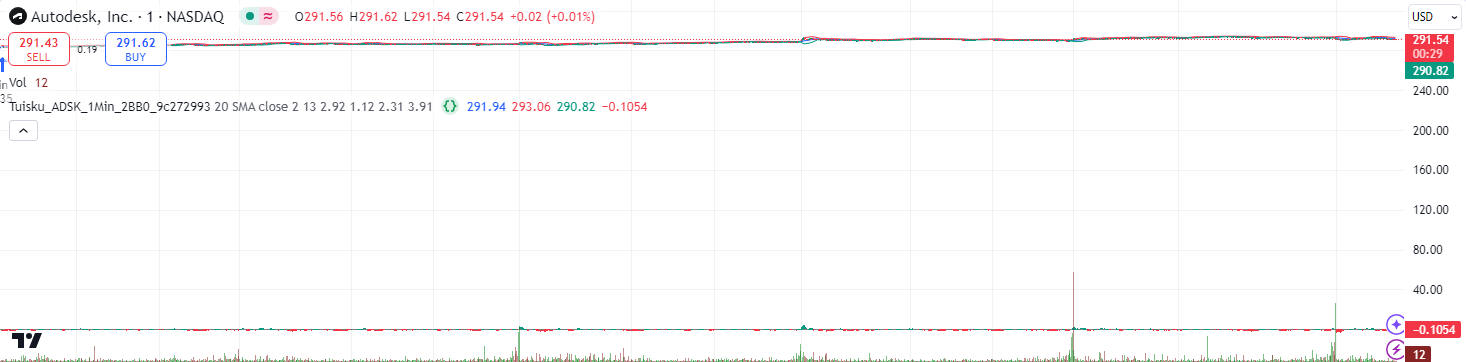 Autodesk, Inc. · 1 · NASDAQ O291.56 H291.62 L291.54 C291.54 +0.02 (+0.01%)
USD
291.43 SELL
0.19
291.62 BUY
291.54
00:29
290.82
in
35
Vol 12
Tuisku_ADSK_1Min_2BB0_9c272993 20 SMA close 2 13 2.92 1.12 2.31 3.91 {} 291.94 293.06 290.82 −0.1054
240.00
200.00
160.00
120.00
80.00
40.00
−0.1054
12